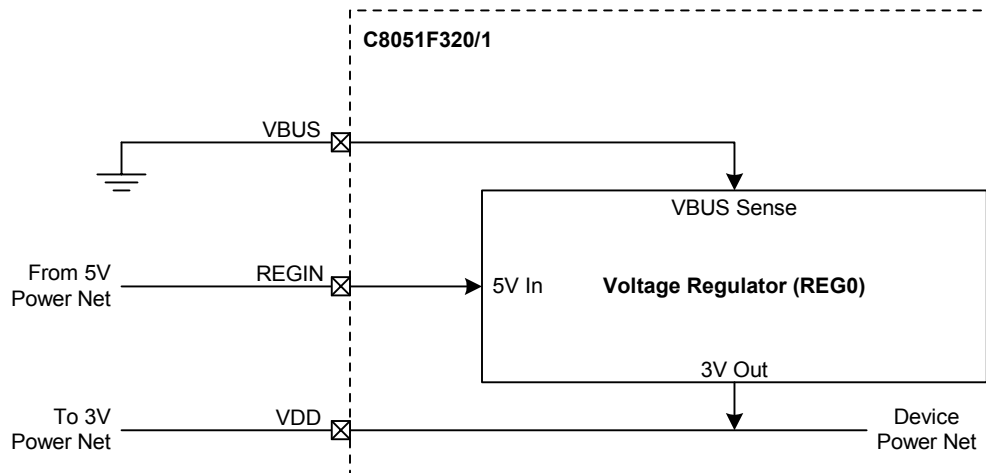 C8051F320/1
VBUS
VBUS Sense
From 5V
Power Net
REGIN
5V In
Voltage Regulator (REG0)
3V Out
To 3V
Power Net
VDD
Device
Power Net